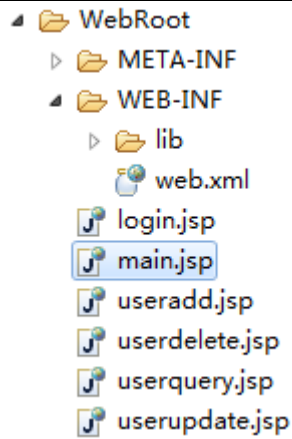 WebRoot
META-INF
WEB-INF
lib
web.xml
login.jsp
main.jsp
useradd.jsp
userdelete.jsp
userquery.jsp
userupdate.jsp